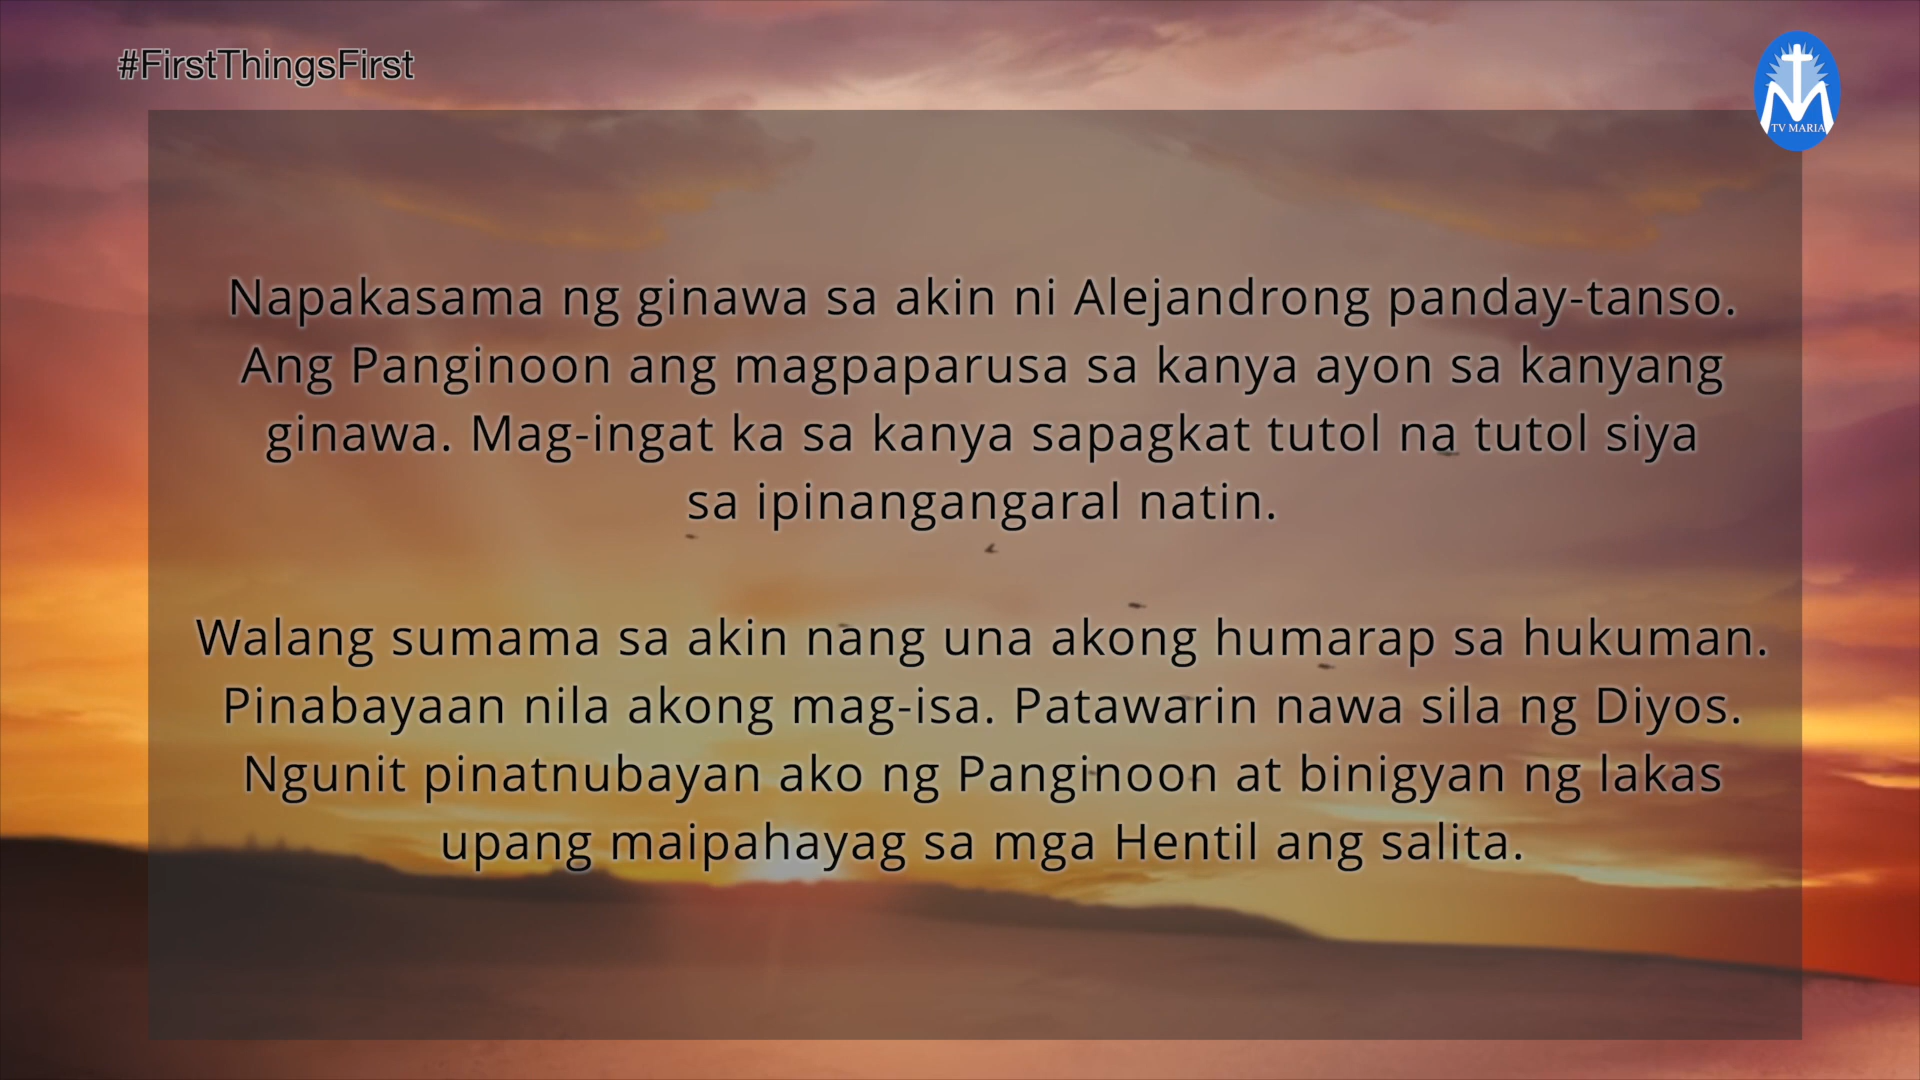 #FirstThingsFirst
TV MARIA
Napakasama ng ginawa sa akin ni Alejandrong panday-tanso.
Ang Panginoon ang magpaparusa sa kanya ayon sa kanyang
ginawa. Mag-ingat ka sa kanya sapagkat tutol na tutol siya
sa ipinangangaral natin.
Walang sumama sa akin nang una akong humarap sa hukuman.
Pinabayaan nila akong mag-isa. Patawarin nawa sila ng Diyos.
Ngunit pinatnubayan ako ng Panginoon at binigyan ng lakas
upang maipahayag sa mga Hentil ang salita.